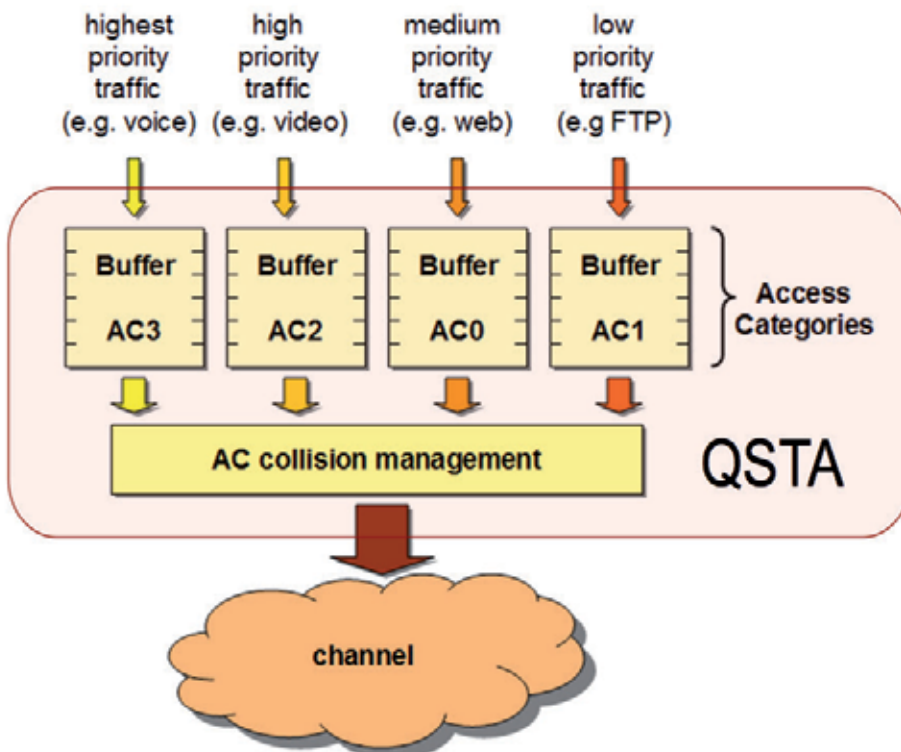 highest
priority
traffic
(e.g. voice)
high
priority
traffic
(e.g. video)
medium
priority
traffic
(e.g. web)
low
priority
traffic
(e.g FTP)
Buffer
AC3
Buffer
AC2
Buffer
AC0
Buffer
AC1
Access
Categories
AC collision management
QSTA
channel